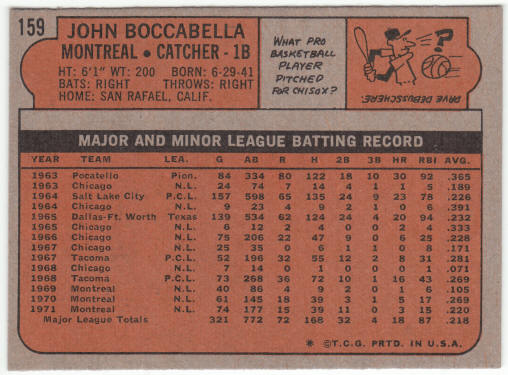 159
JOHN BOCCABELLA
MONTREAL • CATCHER - 1B
HT: 6'1" WT: 200 BORN: 6-29-41
BATS: RIGHT THROWS: RIGHT
HOME: SAN RAFAEL, CALIF.
WHAT PRO
BASKETBALL
PLAYER
PITCHED
FOR CHISOX?
?
DAVE DEBUSSCHERE
MAJOR AND MINOR LEAGUE BATTING RECORD
YEAR TEAM LEA. G AB R H 2B 3B HR RBI AVG.
1963 Pocatello Pion. 84 334 80 122 18 10 30 92 .365
1963 Chicago N.L. 24 74 7 14 4 1 1 5 .189
1964 Salt Lake City P.C.L. 157 598 65 135 24 9 23 78 .226
1964 Chicago N.L. 9 23 4 9 2 1 0 6 .391
1965 Dallas-Ft. Worth Texas 139 534 62 124 24 4 20 94 .232
1965 Chicago N.L. 6 12 2 4 0 0 2 4 .333
1966 Chicago N.L. 75 206 22 47 9 0 6 25 .228
1967 Chicago N.L. 25 35 0 6 1 1 0 8 .171
1967 Tacoma P.C.L. 52 196 32 55 12 2 8 31 .281
1968 Chicago N.L. 7 14 0 1 0 0 0 1 .071
1968 Tacoma P.C.L. 73 268 36 72 10 1 16 43 .269
1969 Montreal N.L. 40 86 4 9 2 0 1 6 .105
1970 Montreal N.L. 61 145 18 39 3 1 5 17 .269
1971 Montreal N.L. 74 177 15 39 11 0 3 15 .220
Major League Totals 321 772 72 168 32 4 18 87 .218
* ©T.C.G. PRTD. IN U.S.A.